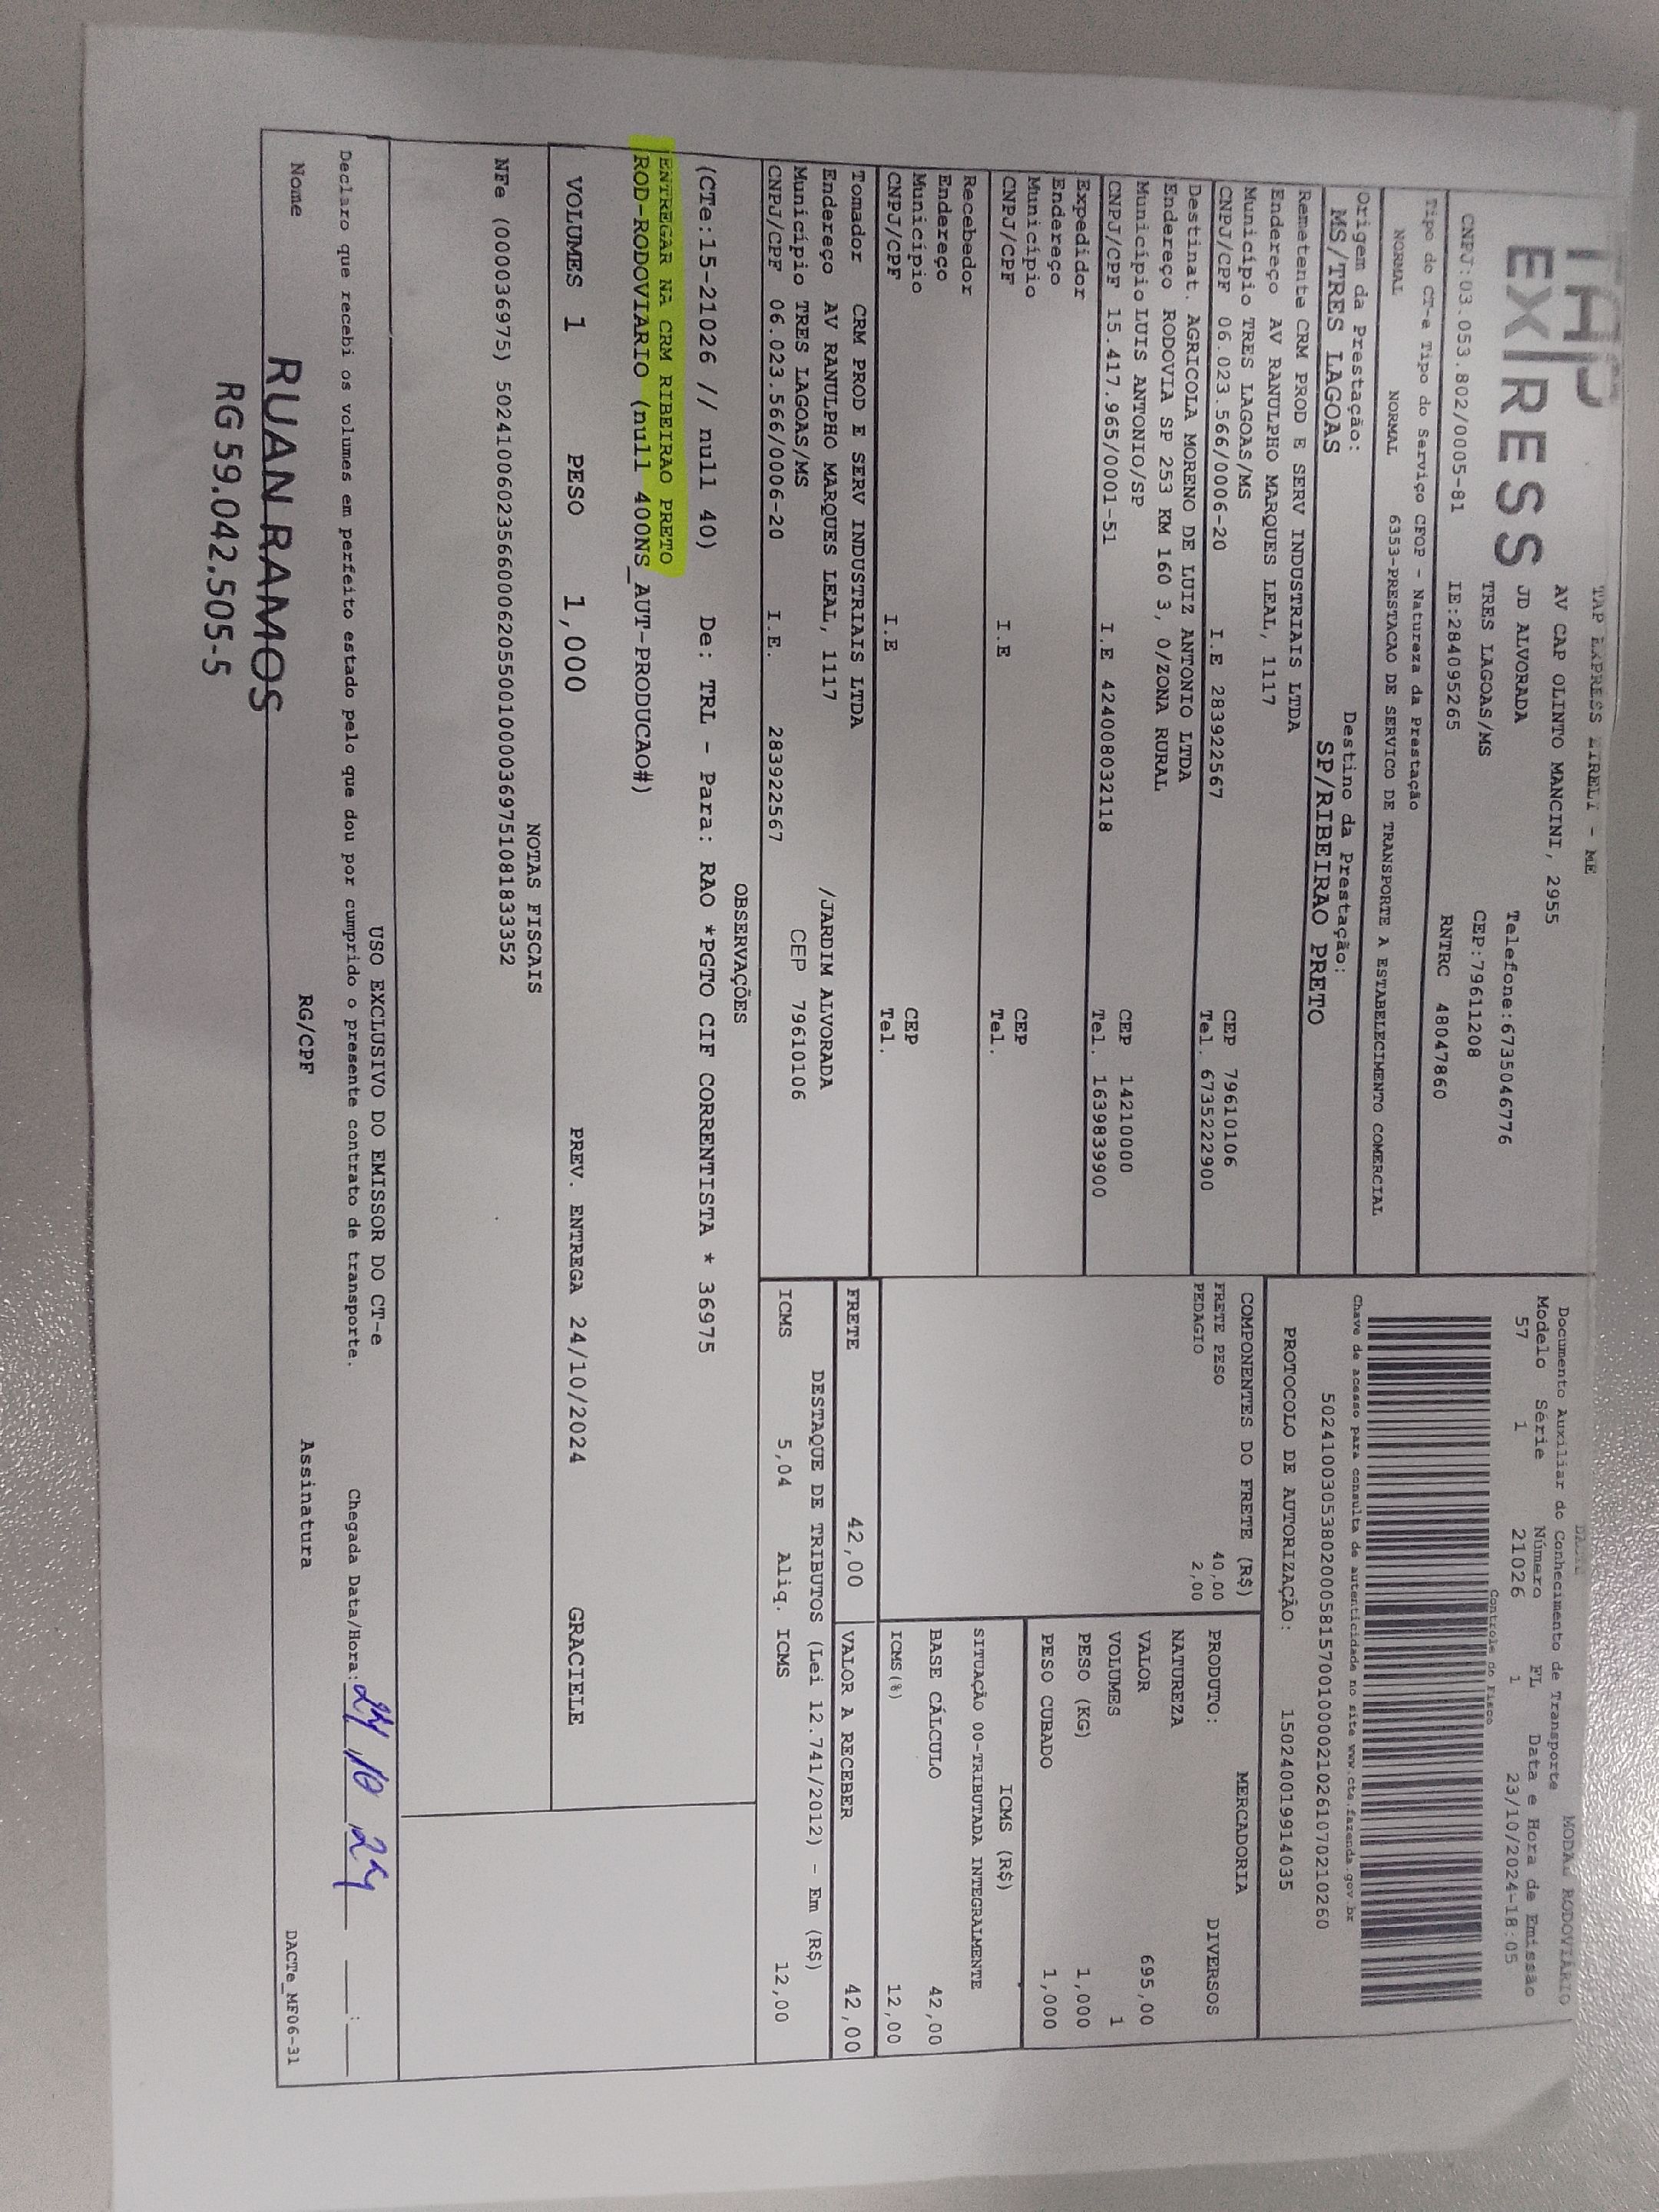 TAP
EXPRESS
TAP EXPRESS EIRELI - ME
AV CAP OLINTO MANCINI, 2955
JD ALVORADA
Telefone:6735046776
TRES LAGOAS/MS
CEP:79611208
CNPJ:03.053.802/0005-81
IE:284095265
RNTRC 48047860
Tipo do CT-e Tipo do Serviço CFOP - Natureza da Prestação
NORMAL NORMAL 6353-PRESTACAO DE SERVICO DE TRANSPORTE A ESTABELECIMENTO COMERCIAL
Origem da Prestação: Destino da Prestação:
MS/TRES LAGOAS SP/RIBEIRAO PRETO
Remetente CRM PROD E SERV INDUSTRIAIS LTDA
Endereço AV RANULPHO MARQUES LEAL, 1117
Município TRES LAGOAS/MS CEP 79610106
CNPJ/CPF 06.023.566/0006-20 I.E 283922567 Tel. 6735222900
Destinat. AGRICOLA MORENO DE LUIZ ANTONIO LTDA
Endereço RODOVIA SP 253 KM 160 3, 0/ZONA RURAL
Município LUIS ANTONIO/SP CEP 14210000
CNPJ/CPF 15.417.965/0001-51 I.E 424008032118 Tel. 1639839900
Expedidor
Endereço
Município CEP
CNPJ/CPF I.E Tel.
Recebedor
Endereço
Município CEP
CNPJ/CPF I.E Tel.
Tomador CRM PROD E SERV INDUSTRIAIS LTDA
Endereço AV RANULPHO MARQUES LEAL, 1117 /JARDIM ALVORADA
Município TRES LAGOAS/MS CEP 79610106
CNPJ/CPF 06.023.566/0006-20 I.E. 283922567
DACTE
MODAL RODOVIÁRIO
Documento Auxiliar do Conhecimento de Transporte
Modelo Série Número FL Data e Hora de Emissão
57 1 21026 1 23/10/2024-18:05
Controle do Fisco
Chave de acesso para consulta de autenticidade no site www.cte.fazenda.gov.br
50241003053802000581570010000210261070210260
PROTOCOLO DE AUTORIZAÇÃO: 150240019914035
COMPONENTES DO FRETE (R$)
FRETE PESO 40,00
PEDAGIO 2,00
MERCADORIA
PRODUTO: DIVERSOS
NATUREZA
VALOR 695,00
VOLUMES 1
PESO (KG) 1,000
PESO CUBADO 1,000
ICMS (R$)
SITUAÇÃO 00-TRIBUTADA INTEGRALMENTE
BASE CÁLCULO 42,00
ICMS(%) 12,00
FRETE 42,00 VALOR A RECEBER 42,00
DESTAQUE DE TRIBUTOS (Lei 12.741/2012) - Em (R$)
ICMS 5,04 Aliq. ICMS 12,00
OBSERVAÇÕES
(CTe:15-21026 // null 40) De: TRL - Para: RAO *PGTO CIF CORRENTISTA * 36975
ENTREGAR NA CRM RIBEIRAO PRETO
ROD-RODOVIARIO (null 400NS_AUT-PRODUCAO#)
VOLUMES 1 PESO 1,000 PREV. ENTREGA 24/10/2024 GRACIELE
NOTAS FISCAIS
NFe (000036975) 50241006023566000620550010000369751081833352
USO EXCLUSIVO DO EMISSOR DO CT-e
Declaro que recebi os volumes em perfeito estado pelo que dou por cumprido o presente contrato de transporte. Chegada Data/Hora: 24/10/24 :
Nome RG/CPF Assinatura
DACTe_MF06-31
RUAN RAMOS
RG 59.042.505-5